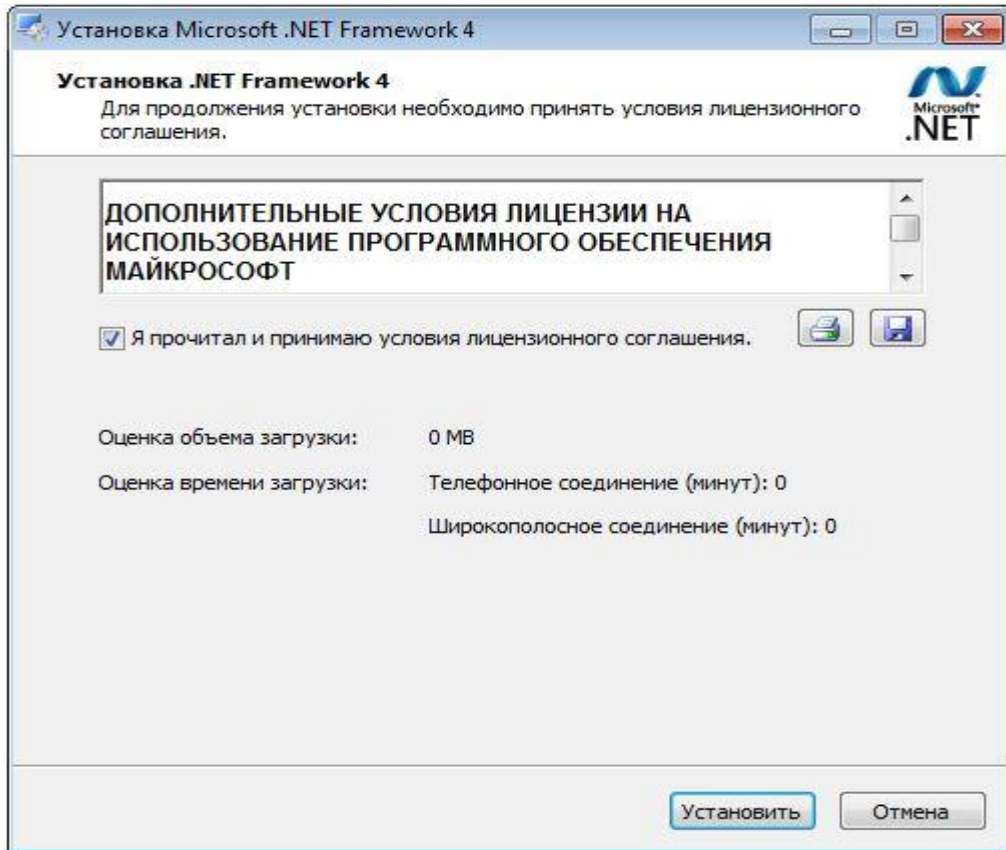 Установка Microsoft .NET Framework 4
Установка .NET Framework 4
Для продолжения установки необходимо принять условия лицензионного
соглашения.
Microsoft®
.NET
ДОПОЛНИТЕЛЬНЫЕ УСЛОВИЯ ЛИЦЕНЗИИ НА
ИСПОЛЬЗОВАНИЕ ПРОГРАММНОГО ОБЕСПЕЧЕНИЯ
МАЙКРОСОФТ
Я прочитал и принимаю условия лицензионного соглашения.
Оценка объема загрузки: 0 MB
Оценка времени загрузки: Телефонное соединение (минут): 0
Широкополосное соединение (минут): 0
Установить Отмена